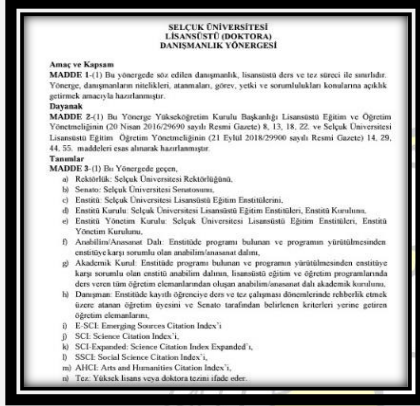 SELÇUK ÜNİVERSİTESİ
LİSANSÜSTÜ (DOKTORA)
DANIŞMANLIK YÖNERGESİ
Amaç ve Kapsam
MADDE 1-(1) Bu yönergede söz edilen danışmanlık, lisansüstü ders ve tez süreci ile sınırlıdır.
Yönerge, danışmanların nitelikleri, atanmaları, görev, yetki ve sorumlulukları konularına açıklık
getirmek amacıyla hazırlanmıştır.
Dayanak
MADDE 2-(1) Bu Yönerge Yükseköğretim Kurulu Başkanlığı Lisansüstü Eğitim ve Öğretim
Yönetmeliğinin (20 Nisan 2016/29690 sayılı Resmi Gazete) 8, 13, 18, 22. ve Selçuk Üniversitesi
Lisansüstü Eğitim Öğretim Yönetmeliğinin (21 Eylül 2018/29900 sayılı Resmi Gazete) 14, 29,
44, 55. maddeleri esas alınarak hazırlanmıştır.
Tanımlar
MADDE 3-(1) Bu Yönergede geçen,
a) Rektörlük: Selçuk Üniversitesi Rektörlüğünü,
b) Senato: Selçuk Üniversitesi Senatosunu,
c) Enstitü: Selçuk Üniversitesi Lisansüstü Eğitim Enstitülerini,
d) Enstitü Kurulu: Selçuk Üniversitesi Lisansüstü Eğitim Enstitüleri, Enstitü Kurulunu,
e) Enstitü Yönetim Kurulu: Selçuk Üniversitesi Lisansüstü Eğitim Enstitüleri, Enstitü
Yönetim Kurulunu,
f) Anabilim/Anasanat Dalı: Enstitüde programı bulunan ve programın yürütülmesinden
enstitüye karşı sorumlu olan anabilim/anasanat dalını,
g) Akademik Kurul: Enstitüde programı bulunan ve programın yürütülmesinden enstitüye
karşı sorumlu olan enstitü anabilim dalının, lisansüstü eğitim ve öğretim programlarında
ders veren tüm öğretim elemanlarından oluşan anabilim/anasanat dalı akademik kurulunu,
h) Danışman: Enstitüde kayıtlı öğrenciye ders ve tez çalışması dönemlerinde rehberlik etmek
üzere atanan öğretim üyesini ve Senato tarafından belirlenen kriterleri yerine getiren
öğretim elemanlarını,
i) E-SCI: Emerging Sources Citation Index'i
j) SCI: Science Citation Index'i,
k) SCI-Expanded: Science Citation Index Expanded'ı,
l) SSCI: Social Science Citation Index'i,
m) AHCI: Arts and Humanities Citation Index'i,
n) Tez: Yüksek lisans veya doktora tezini ifade eder.